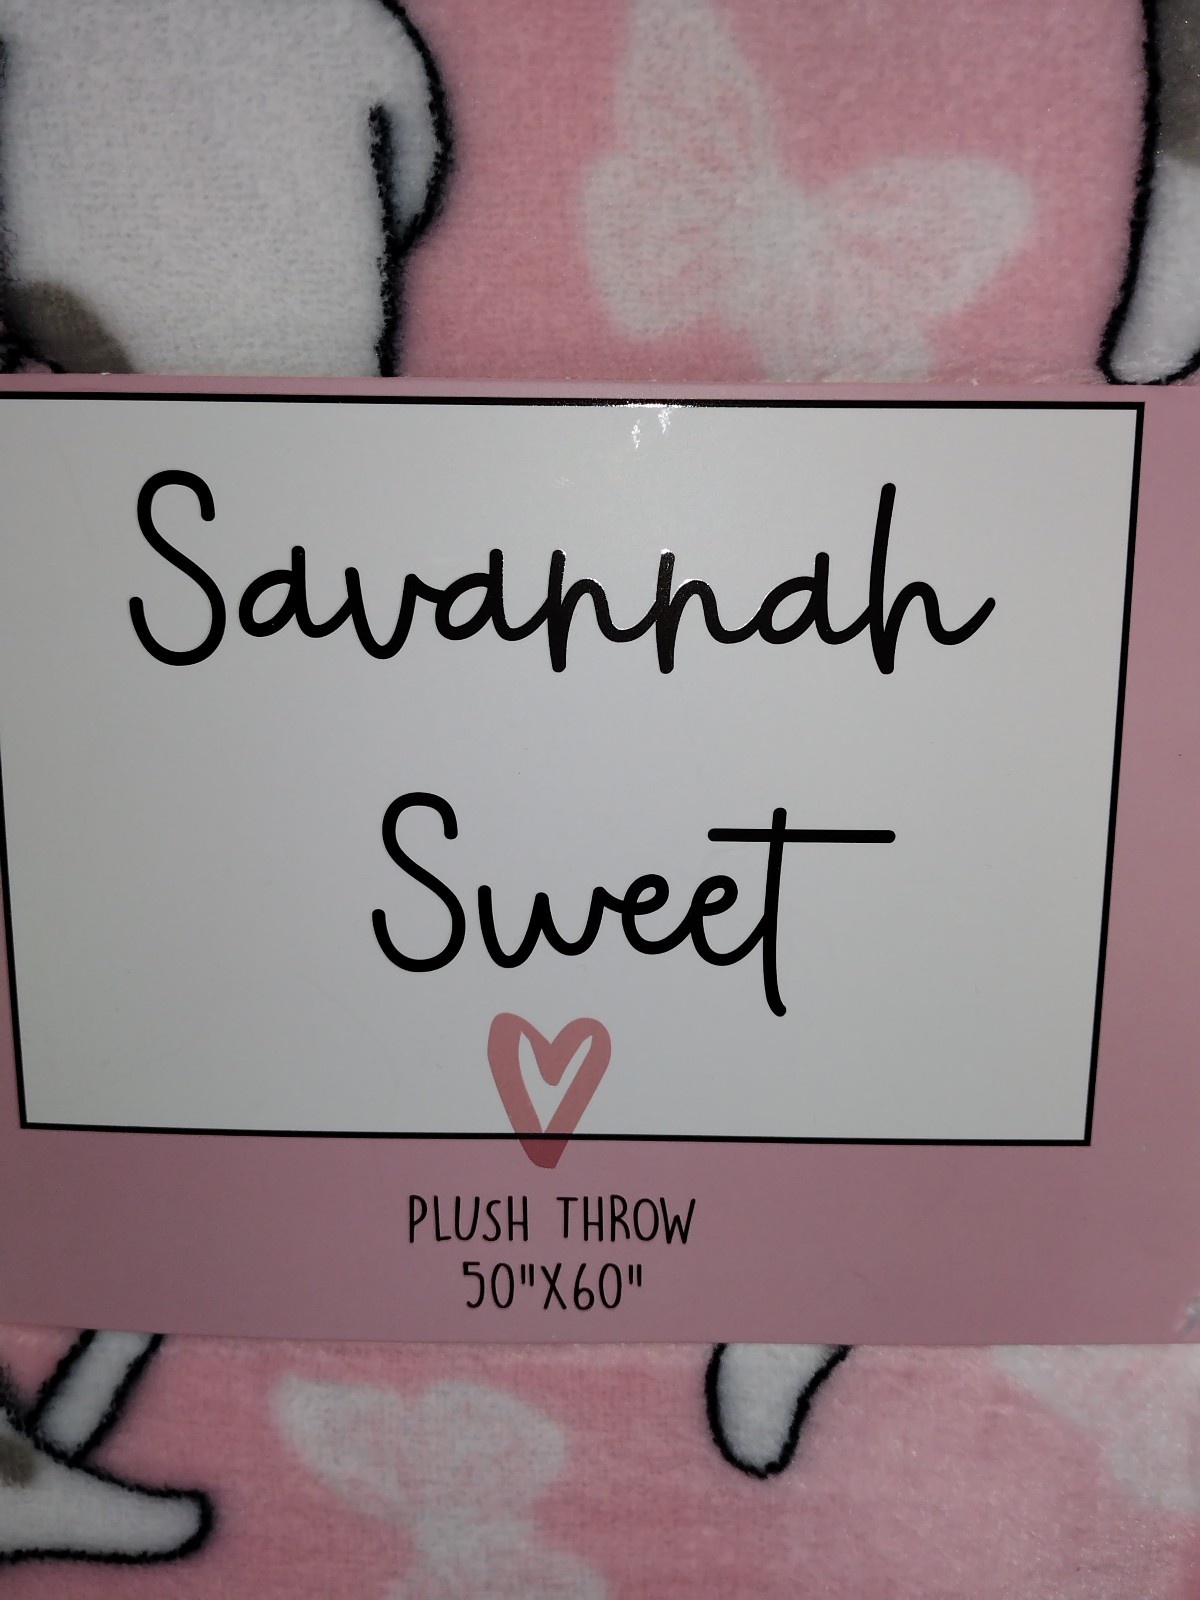 Savannah
Sweet
PLUSH THROW
50"X60"